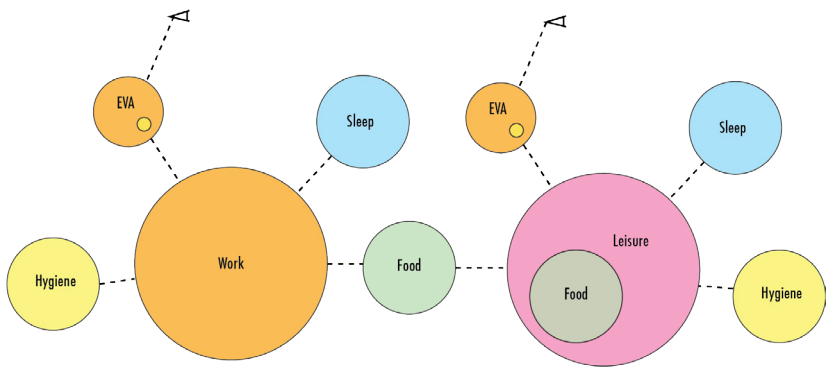 EVA
Sleep
Hygiene
Work
Food
EVA
Sleep
Leisure
Food
Hygiene